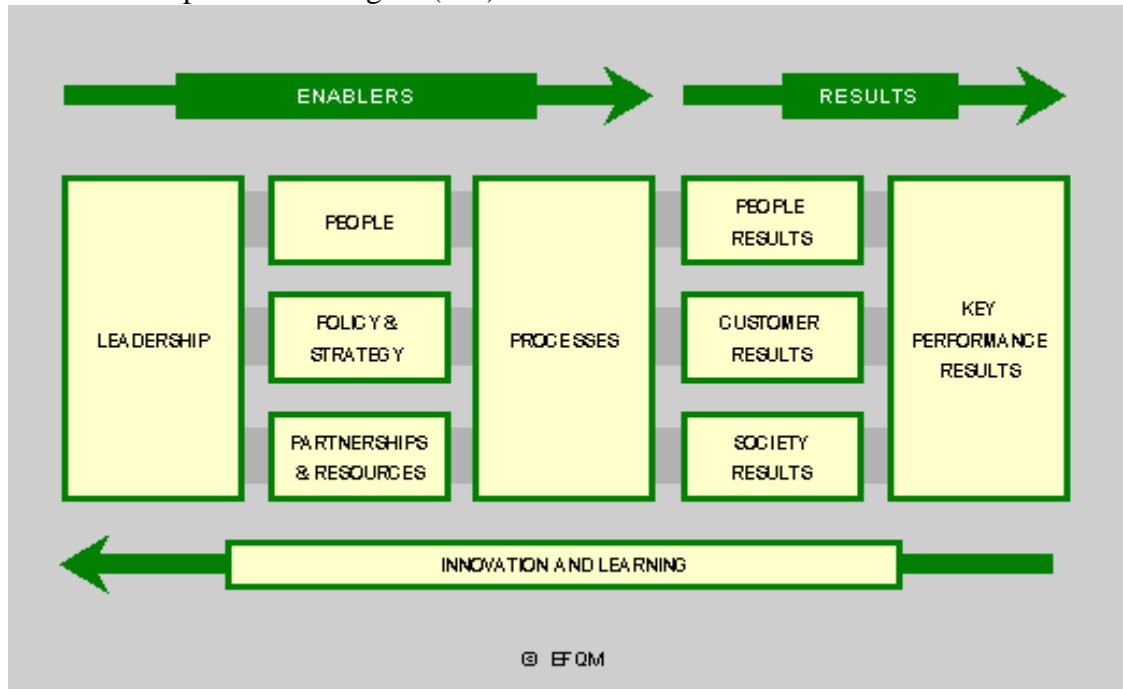 ENABLERS
RESULTS
LEADERSHIP
PEOPLE
POLICY &
STRATEGY
PARTNERSHIPS
& RESOURCES
PROCESSES
PEOPLE
RESULTS
CUSTOMER
RESULTS
SOCIETY
RESULTS
KEY
PERFORMANCE
RESULTS
INNOVATION AND LEARNING
© EFQM